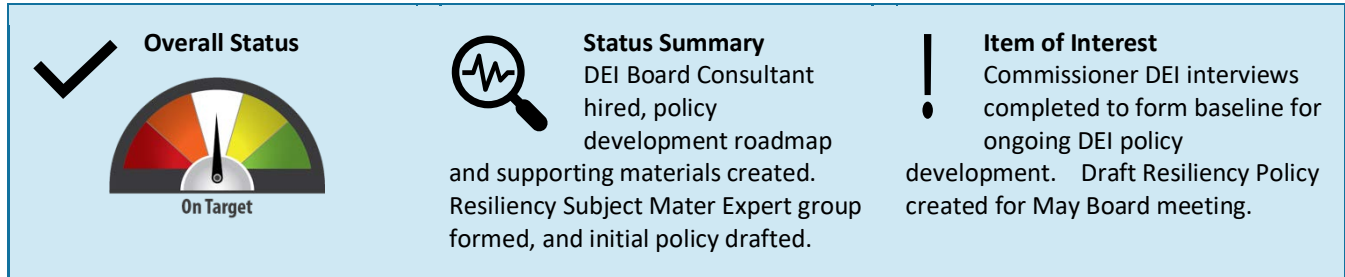 Overall Status
On Target
Status Summary
DEI Board Consultant
hired, policy
development roadmap
and supporting materials created.
Resiliency Subject Mater Expert group
formed, and initial policy drafted.
Item of Interest
Commissioner DEI interviews
completed to form baseline for
ongoing DEI policy
development. Draft Resiliency Policy
created for May Board meeting.